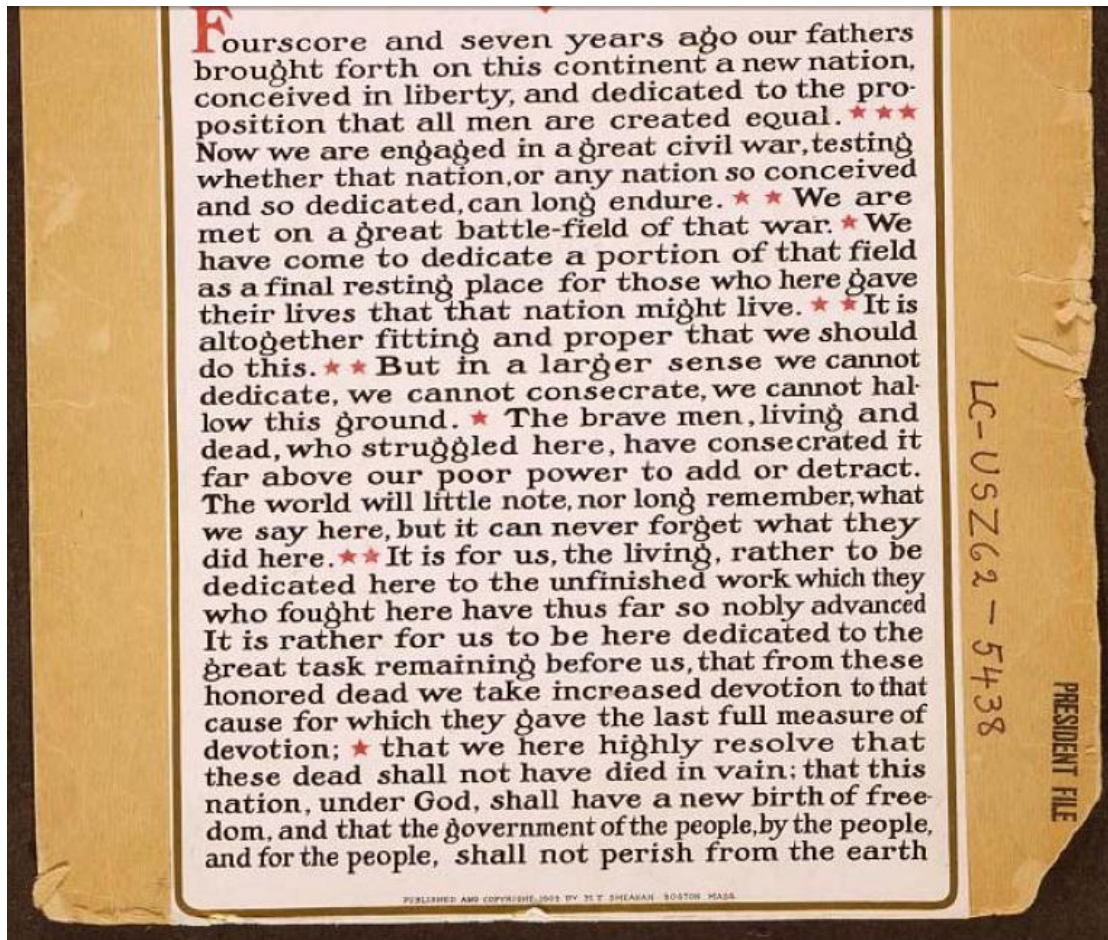 Fourscore and seven years ago our fathers
brought forth on this continent a new nation,
conceived in liberty, and dedicated to the pro-
position that all men are created equal. ★ ★ ★
Now we are engaged in a great civil war, testing
whether that nation, or any nation so conceived
and so dedicated, can long endure. ★ ★ We are
met on a great battle-field of that war. ★ We
have come to dedicate a portion of that field
as a final resting place for those who here gave
their lives that that nation might live. ★ ★ It is
altogether fitting and proper that we should
do this. ★ ★ But in a larger sense we cannot
dedicate, we cannot consecrate, we cannot hal-
low this ground. ★ The brave men, living and
dead, who struggled here, have consecrated it
far above our poor power to add or detract.
The world will little note, nor long remember, what
we say here, but it can never forget what they
did here. ★ ★ It is for us, the living, rather to be
dedicated here to the unfinished work which they
who fought here have thus far so nobly advanced
It is rather for us to be here dedicated to the
great task remaining before us, that from these
honored dead we take increased devotion to that
cause for which they gave the last full measure of
devotion; ★ that we here highly resolve that
these dead shall not have died in vain: that this
nation, under God, shall have a new birth of free-
dom, and that the government of the people, by the people,
and for the people, shall not perish from the earth
PUBLISHED AND COPYRIGHT, BY M.T. SHEAHAN BOSTON MASS
LC-USZ62-5438
PRESIDENT FILE